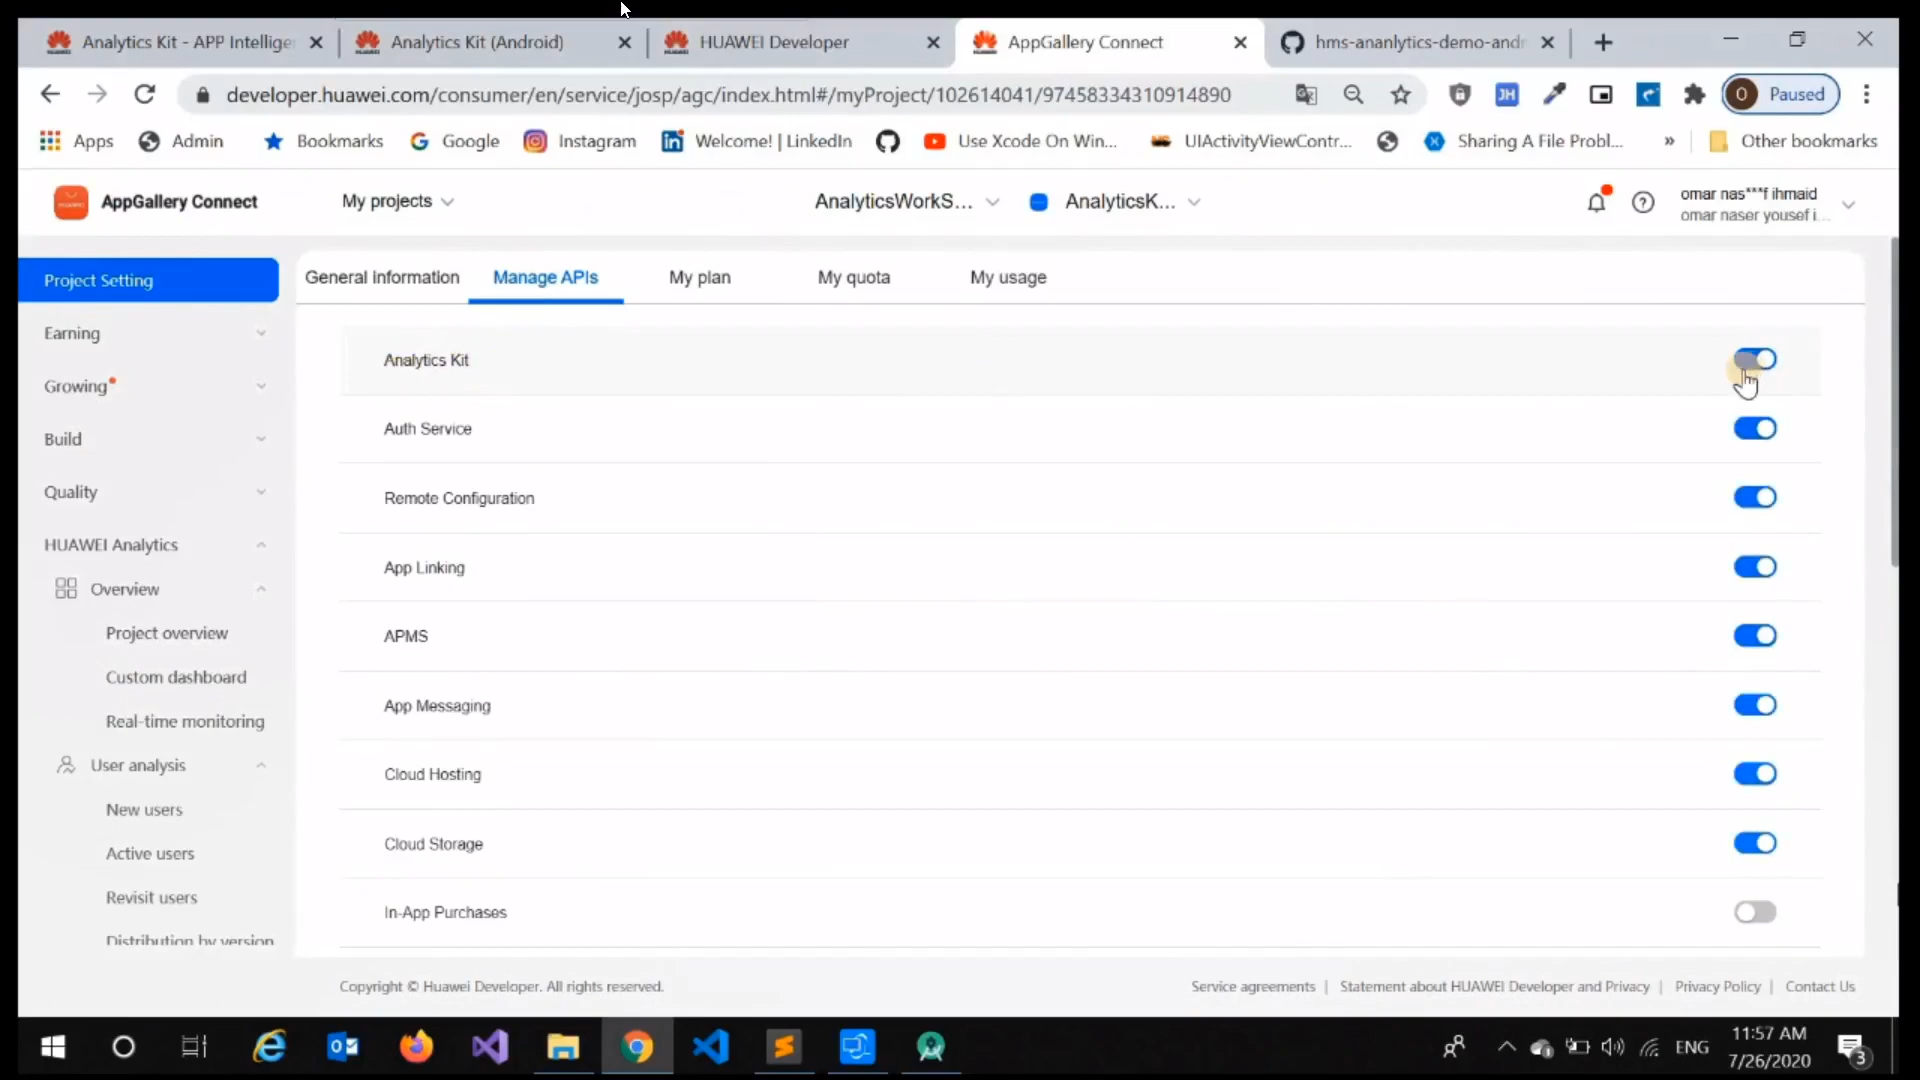 Analytics Kit - APP Intellige
Analytics Kit (Android)
HUAWEI Developer
AppGallery Connect
hms-ananlytics-demo-andr
developer.huawei.com/consumer/en/service/josp/agc/index.html#/myProject/102614041/97458334310914890
JH
O Paused
Apps
Admin
Bookmarks
Google
Instagram
Welcome! | LinkedIn
Use Xcode On Win...
UIActivityViewContr...
Sharing A File Probl...
»
Other bookmarks
AppGallery Connect
My projects
AnalyticsWorkS...
AnalyticsK...
omar nas***f ihmaid
omar naser yousef i...
Project Setting
General information
Manage APIs
My plan
My quota
My usage
Earning
Growing
Build
Quality
HUAWEI Analytics
Overview
Project overview
Custom dashboard
Real-time monitoring
User analysis
New users
Active users
Revisit users
Distribution by version
Analytics Kit
Auth Service
Remote Configuration
App Linking
APMS
App Messaging
Cloud Hosting
Cloud Storage
In-App Purchases
Copyright © Huawei Developer. All rights reserved.
Service agreements | Statement about HUAWEI Developer and Privacy | Privacy Policy | Contact Us
ENG
11:57 AM
7/26/2020
3